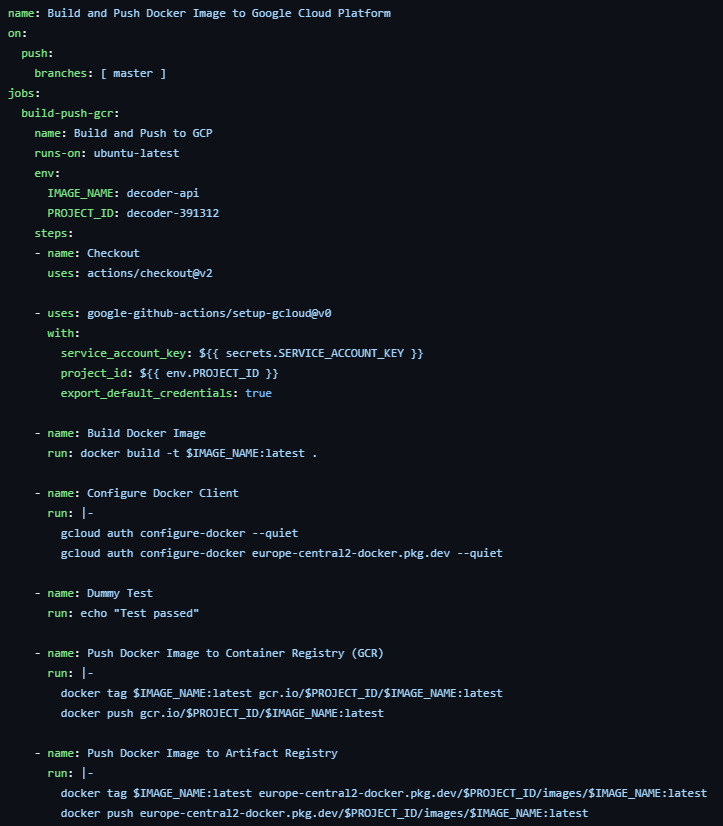 name: Build and Push Docker Image to Google Cloud Platform
on:
  push:
    branches: [ master ]
jobs:
  build-push-gcr:
    name: Build and Push to GCP
    runs-on: ubuntu-latest
    env:
      IMAGE_NAME: decoder-api
      PROJECT_ID: decoder-391312
    steps:
    - name: Checkout
      uses: actions/checkout@v2

    - uses: google-github-actions/setup-gcloud@v0
      with:
        service_account_key: ${{ secrets.SERVICE_ACCOUNT_KEY }}
        project_id: ${{ env.PROJECT_ID }}
        export_default_credentials: true

    - name: Build Docker Image
      run: docker build -t $IMAGE_NAME:latest .

    - name: Configure Docker Client
      run: |-
        gcloud auth configure-docker --quiet
        gcloud auth configure-docker europe-central2-docker.pkg.dev --quiet

    - name: Dummy Test
      run: echo "Test passed"

    - name: Push Docker Image to Container Registry (GCR)
      run: |-
        docker tag $IMAGE_NAME:latest gcr.io/$PROJECT_ID/$IMAGE_NAME:latest
        docker push gcr.io/$PROJECT_ID/$IMAGE_NAME:latest

    - name: Push Docker Image to Artifact Registry
      run: |-
        docker tag $IMAGE_NAME:latest europe-central2-docker.pkg.dev/$PROJECT_ID/images/$IMAGE_NAME:latest
        docker push europe-central2-docker.pkg.dev/$PROJECT_ID/images/$IMAGE_NAME:latest